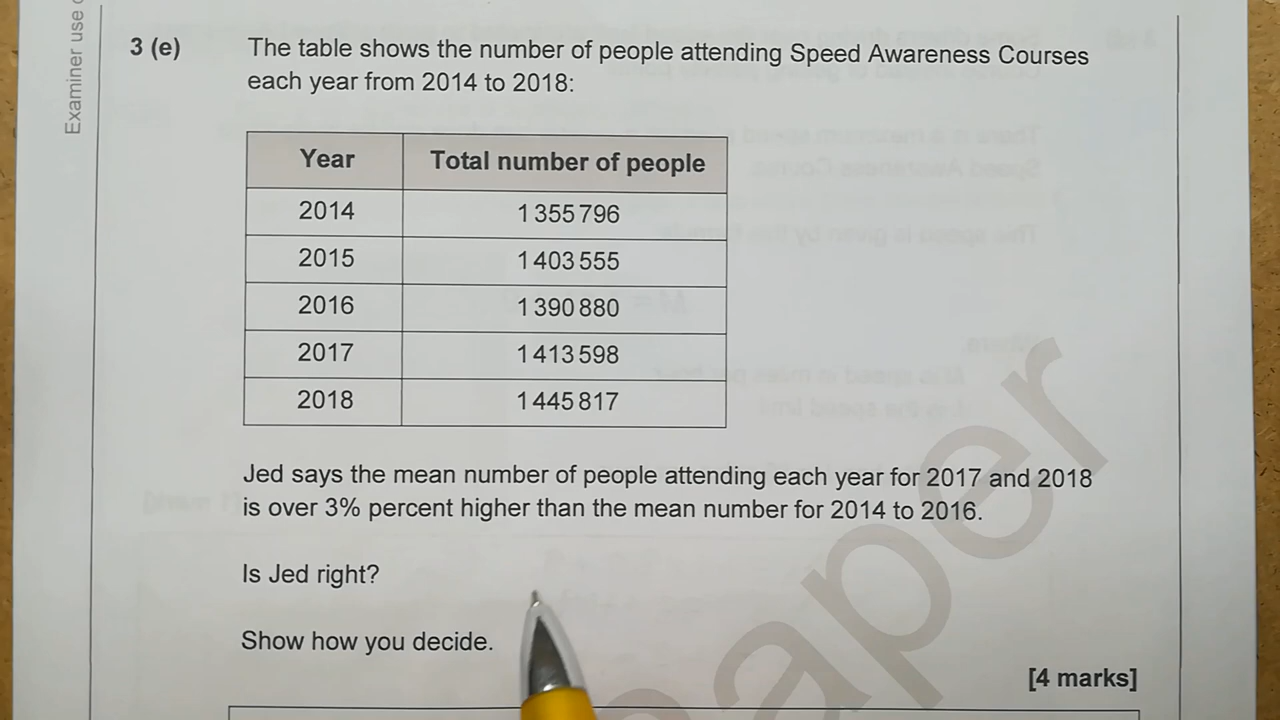 Examiner use
3 (e) The table shows the number of people attending Speed Awareness Courses
each year from 2014 to 2018:
Year Total number of people
2014 1 355 796
2015 1 403 555
2016 1 390 880
2017 1 413 598
2018 1 445 817
Jed says the mean number of people attending each year for 2017 and 2018
is over 3% percent higher than the mean number for 2014 to 2016.
Is Jed right?
Show how you decide.
[4 marks]